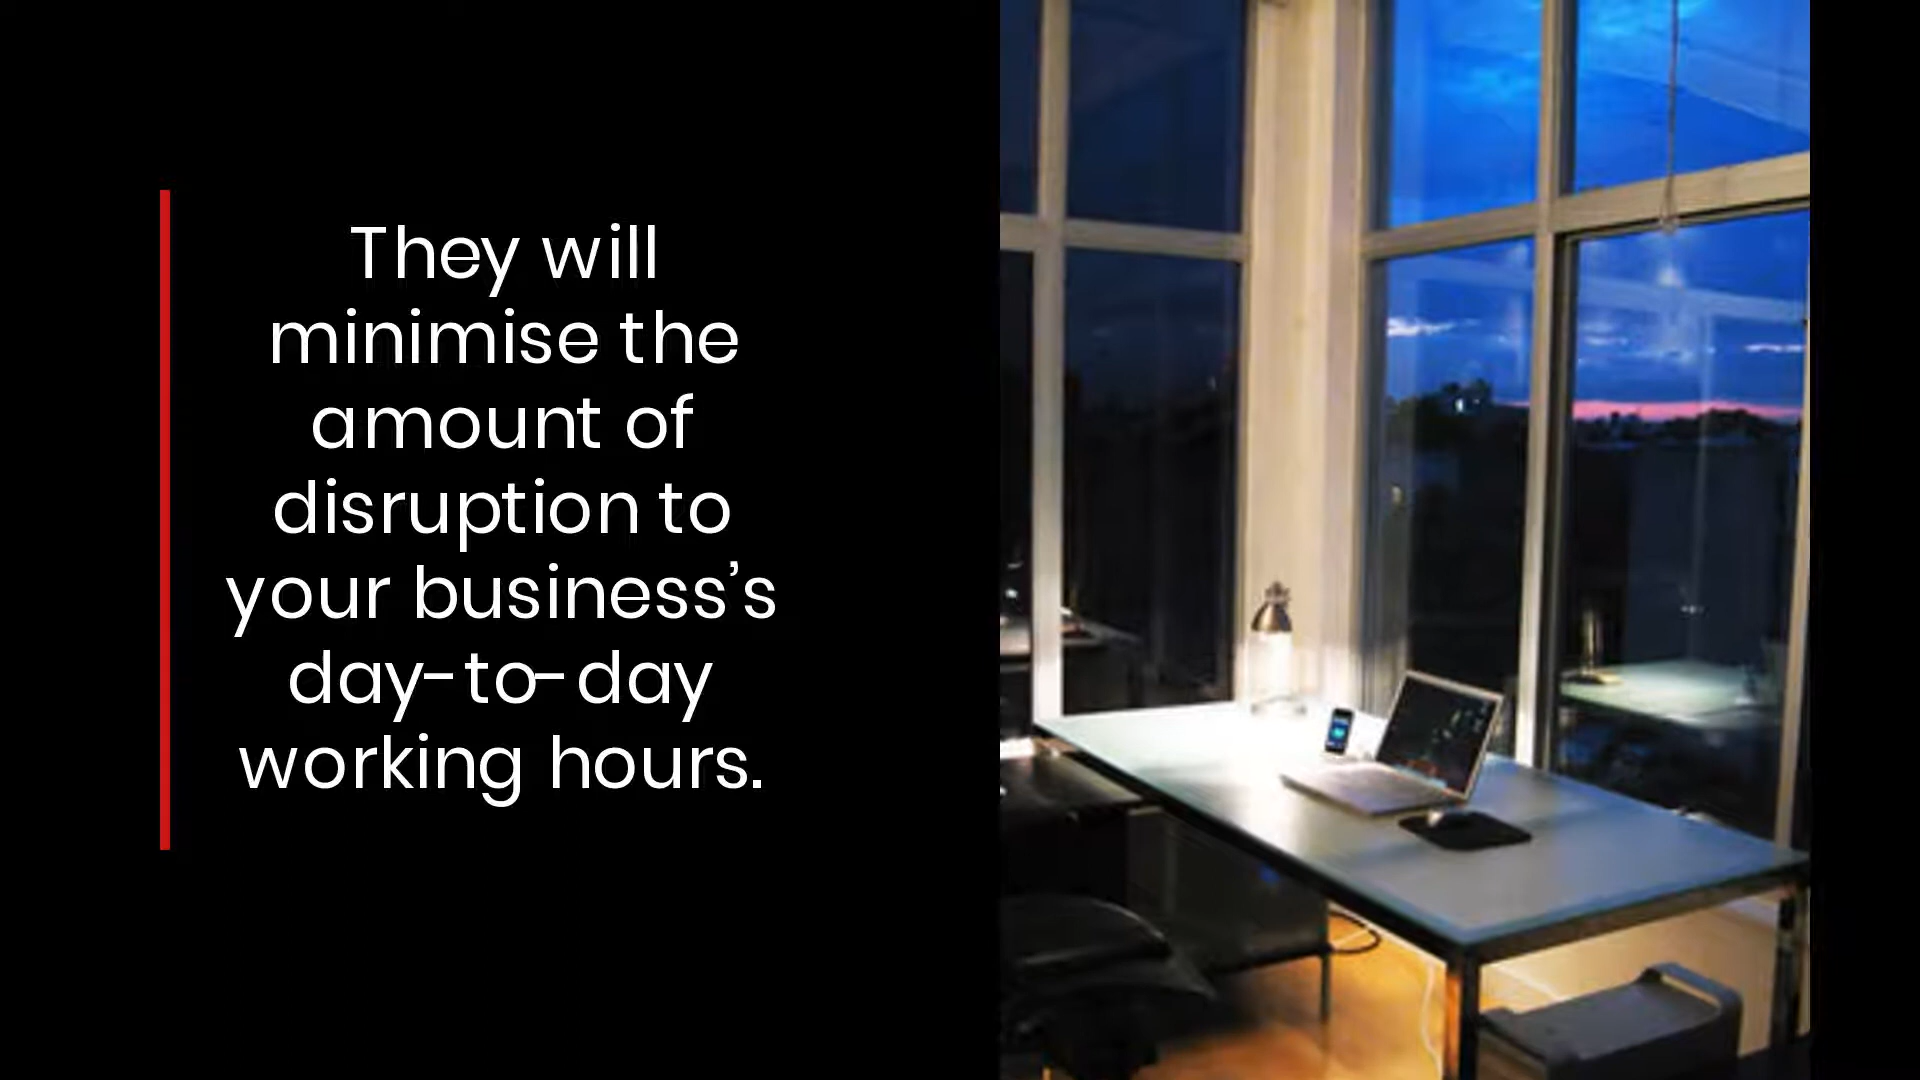 They will
minimise the
amount of
disruption to
your business’s
day-to-day
working hours.